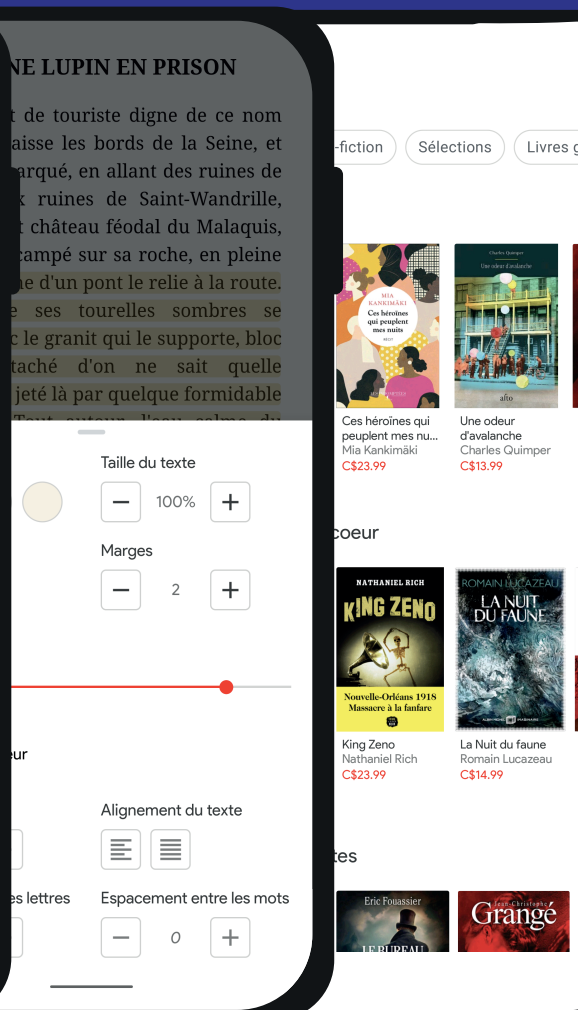 NE LUPIN EN PRISON
t de touriste digne de ce nom
aisse les bords de la Seine, et
arqué, en allant des ruines de
x ruines de Saint-Wandrille,
t château féodal du Malaquis,
campé sur sa roche, en pleine
e d'un pont le relie à la route.
e ses tourelles sombres se
c le granit qui le supporte, bloc
taché d'on ne sait quelle
jeté là par quelque formidable
Taille du texte
100%
Marges
2
eur
Alignement du texte
es lettres
Espacement entre les mots
0
-fiction
Sélections
Livres g
MIA
KANKIMÄKI
Ces héroïnes
qui peuplent
mes nuits
Charles Quimper
Une odeur d'avalanche
alto
Ces héroïnes qui
peuplent mes nu...
Mia Kankimäki
C$23.99
Une odeur
d'avalanche
Charles Quimper
C$13.99
coeur
NATHANIEL RICH
KING ZENO
Nouvelle-Orléans 1918
Massacre à la fanfare
ROMAIN LUCAZEAU
LA NUIT
DU FAUNE
ALBIN MICHEL IMAGINAIRE
King Zeno
Nathaniel Rich
C$23.99
La Nuit du faune
Romain Lucazeau
C$14.99
tes
Eric Fouassier
LE BUREAU
Jean-Christophe
Grangé